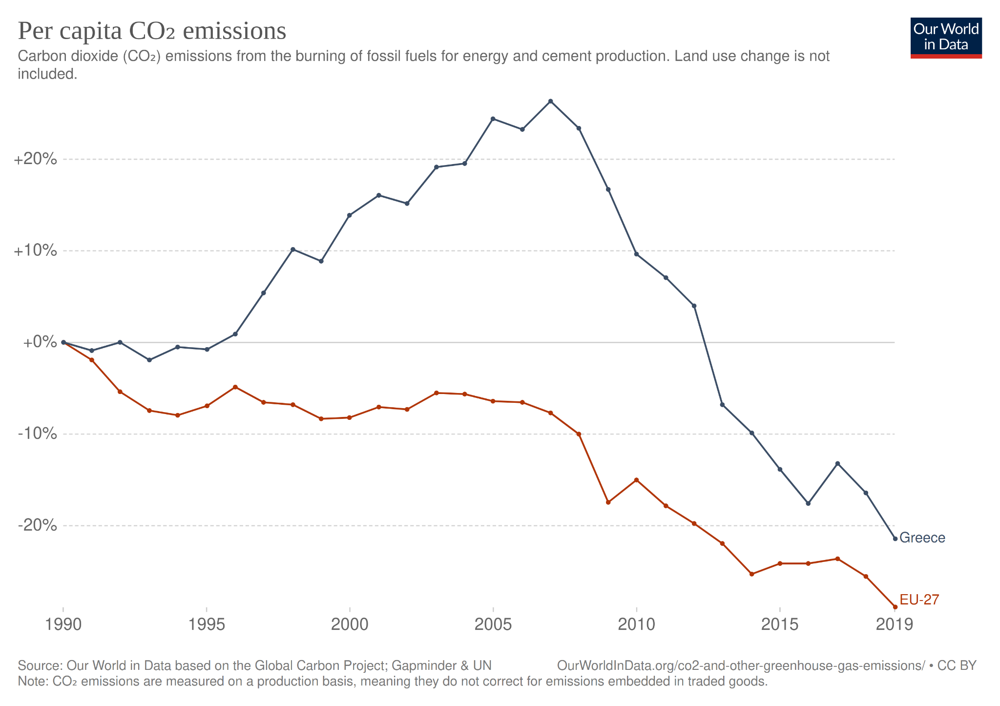 Per capita CO₂ emissions
Our World
in Data
Carbon dioxide (CO₂) emissions from the burning of fossil fuels for energy and cement production. Land use change is not
included.
+20%
+10%
+0%
-10%
-20%
Greece
EU-27
1990 1995 2000 2005 2010 2015 2019
Source: Our World in Data based on the Global Carbon Project; Gapminder & UN
OurWorldInData.org/co2-and-other-greenhouse-gas-emissions/ • CC BY
Note: CO₂ emissions are measured on a production basis, meaning they do not correct for emissions embedded in traded goods.